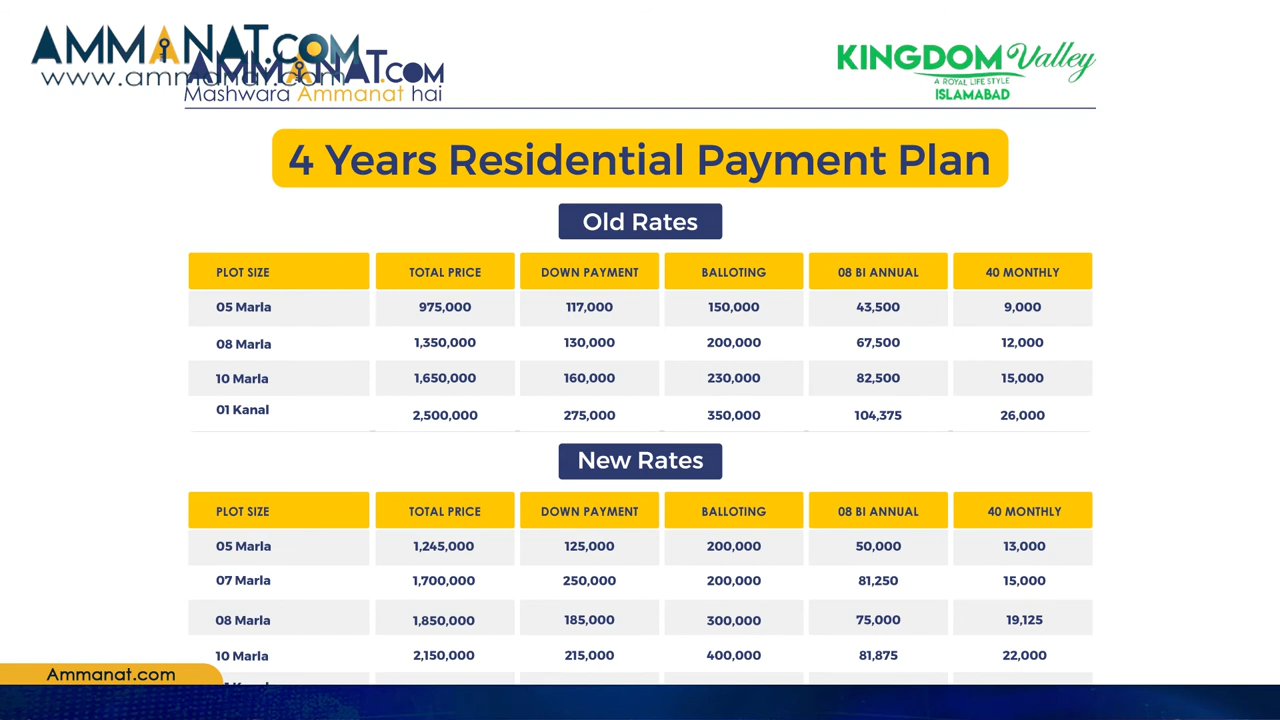 AMMANAT.COM
www.ammanat.com
AMMANAT.COM
Mashwara Ammanat hai
KINGDOM Valley
A ROYAL LIFE STYLE
ISLAMABAD
4 Years Residential Payment Plan
Old Rates
PLOT SIZE TOTAL PRICE DOWN PAYMENT BALLOTING 08 BI ANNUAL 40 MONTHLY
05 Marla 975,000 117,000 150,000 43,500 9,000
08 Marla 1,350,000 130,000 200,000 67,500 12,000
10 Marla 1,650,000 160,000 230,000 82,500 15,000
01 Kanal 2,500,000 275,000 350,000 104,375 26,000
New Rates
PLOT SIZE TOTAL PRICE DOWN PAYMENT BALLOTING 08 BI ANNUAL 40 MONTHLY
05 Marla 1,245,000 125,000 200,000 50,000 13,000
07 Marla 1,700,000 250,000 200,000 81,250 15,000
08 Marla 1,850,000 185,000 300,000 75,000 19,125
10 Marla 2,150,000 215,000 400,000 81,875 22,000
Ammanat.com